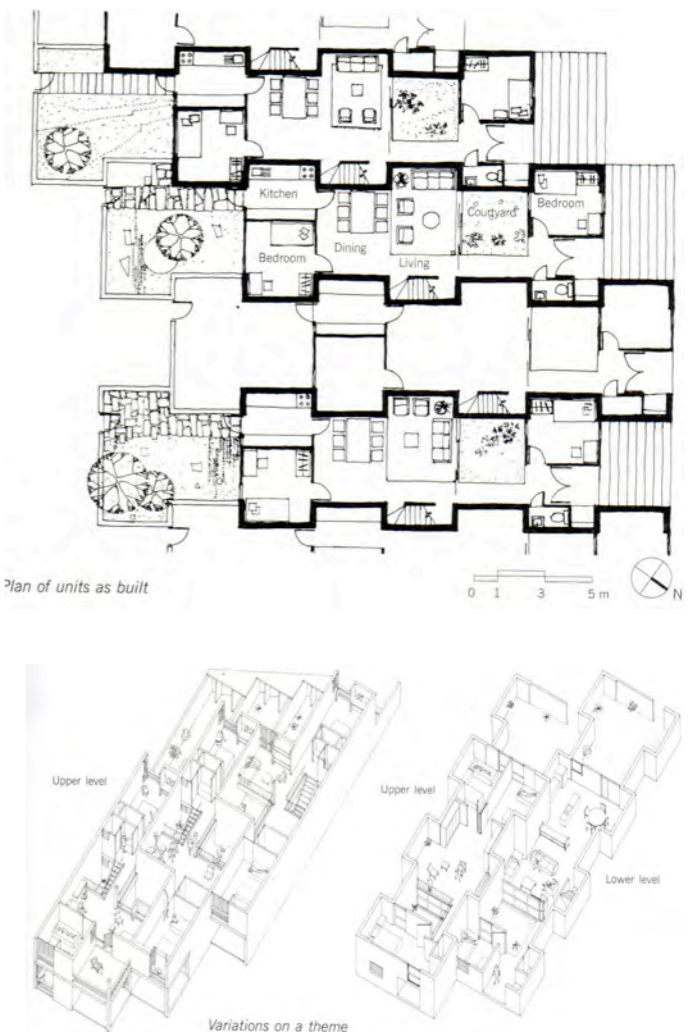 Kitchen
Courtyard
Bedroom
Bedroom
Dining
Living
Plan of units as built
0 1 3 5 m
N
Upper level
Upper level
Lower level
Variations on a theme